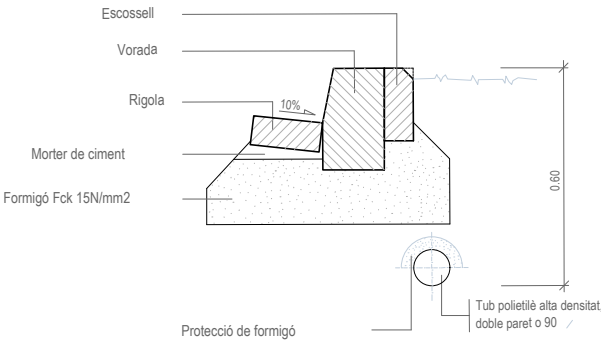 Escossell
Vorada
Rigola
10%
Morter de ciment
Formigó Fck 15N/mm2
0.60
Tub polietilè alta densitat
doble paret o 90
Protecció de formigó